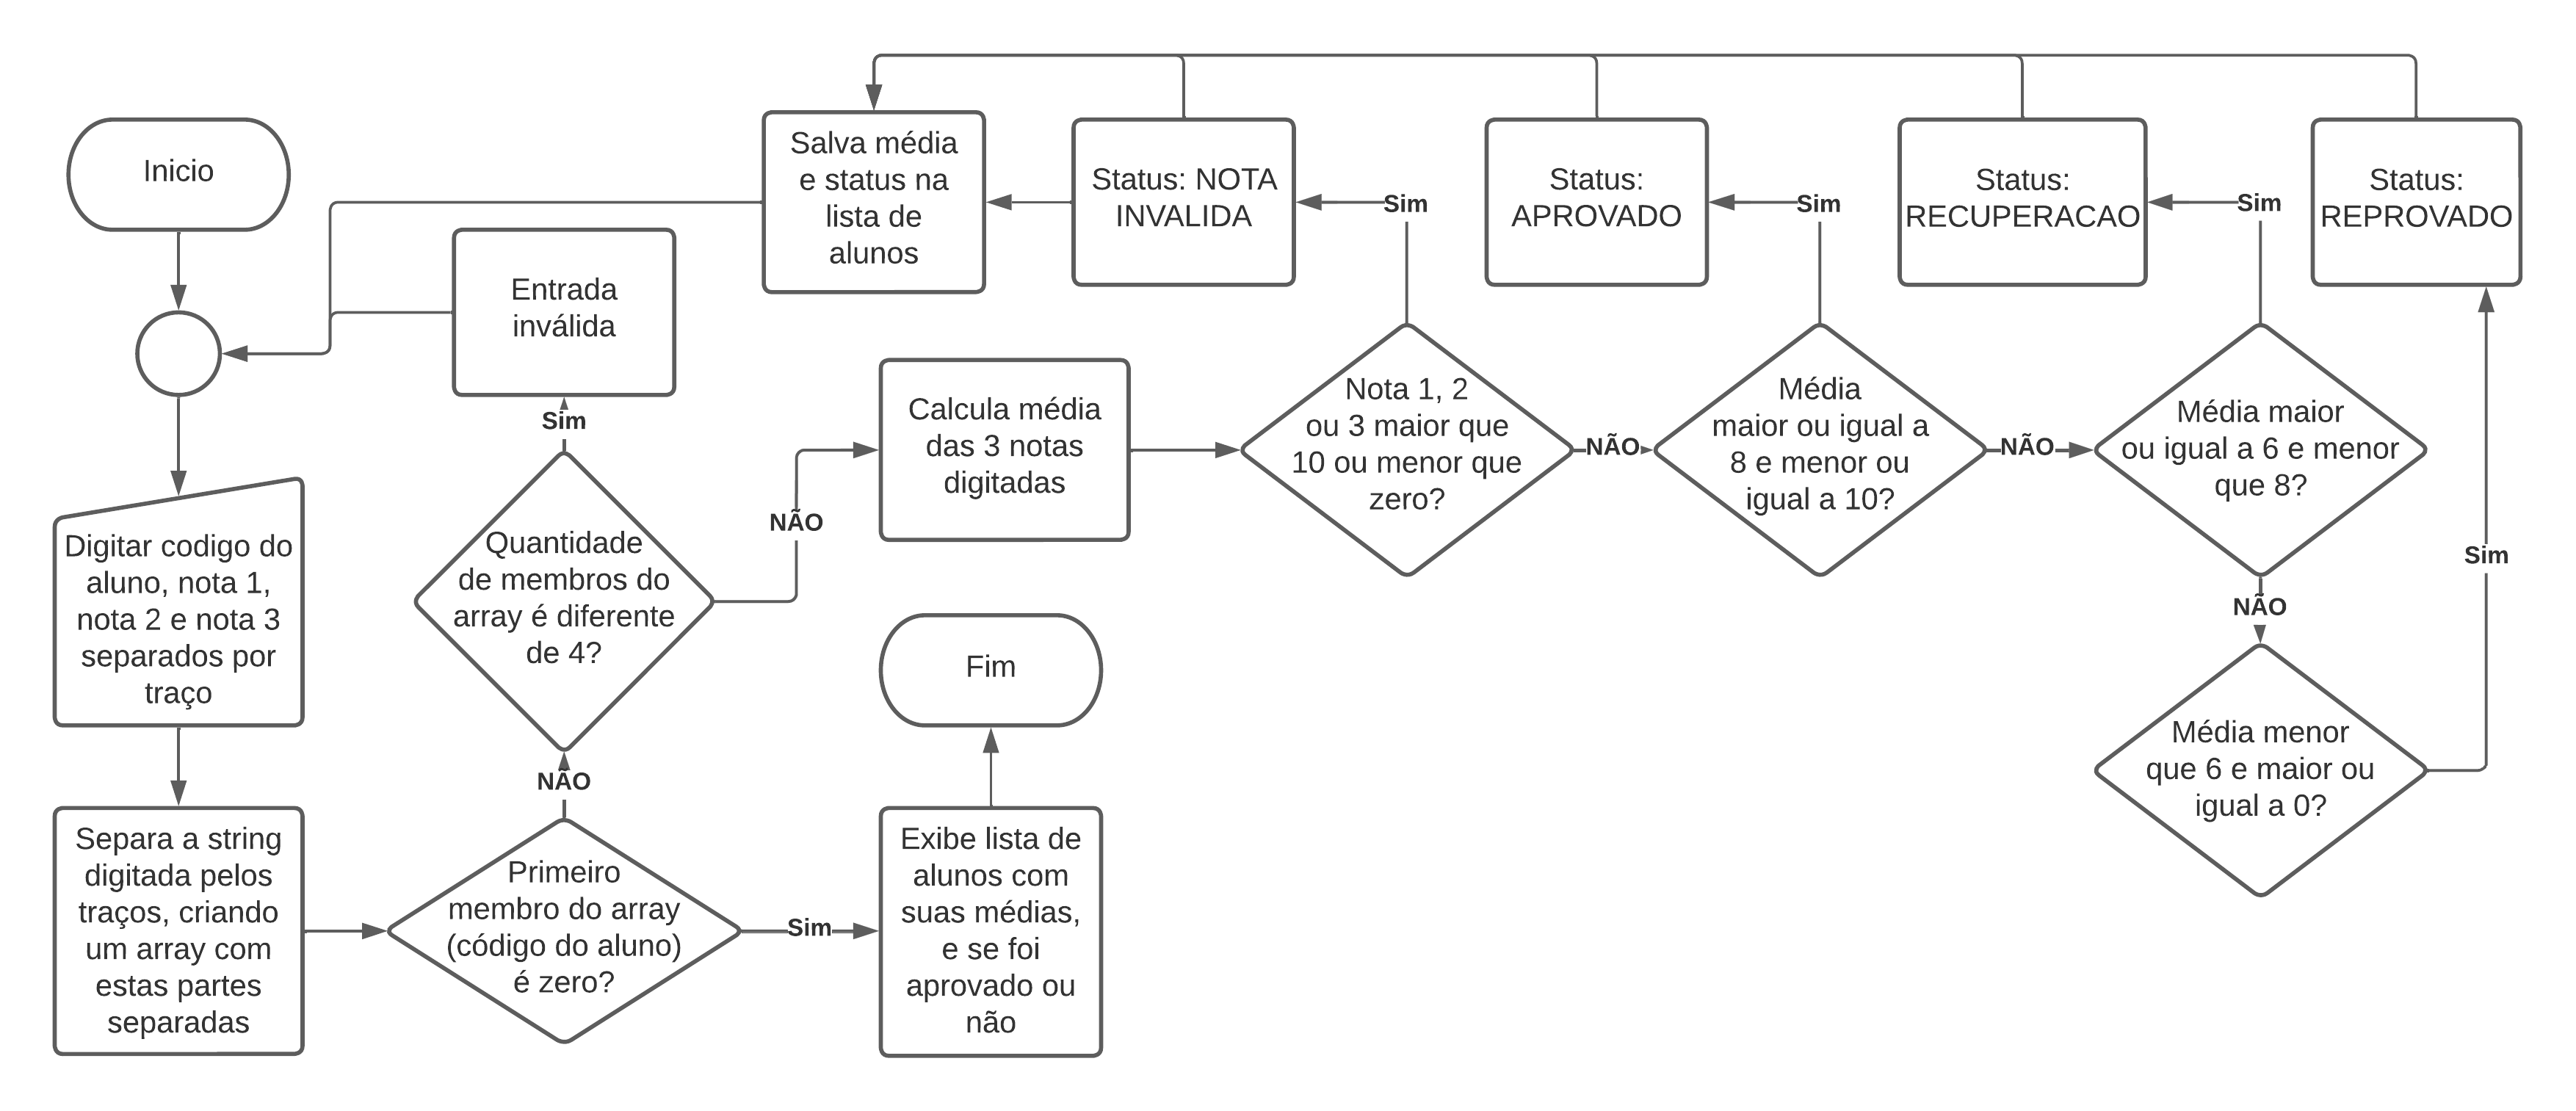 Inicio
Digitar codigo do
aluno, nota 1,
nota 2 e nota 3
separados por
traço
Separa a string
digitada pelos
traços, criando
um array com
estas partes
separadas
Primeiro
membro do array
(código do aluno)
é zero?
Sim
Exibe lista de
alunos com
suas médias,
e se foi
aprovado ou
não
Fim
NÃO
Quantidade
de membros do
array é diferente
de 4?
Sim
Entrada
inválida
NÃO
Calcula média
das 3 notas
digitadas
Nota 1, 2
ou 3 maior que
10 ou menor que
zero?
Sim
Status: NOTA
INVALIDA
Salva média
e status na
lista de
alunos
NÃO
Média
maior ou igual a
8 e menor ou
igual a 10?
Sim
Status:
APROVADO
NÃO
Média maior
ou igual a 6 e menor
que 8?
Sim
Status:
RECUPERACAO
NÃO
Média menor
que 6 e maior ou
igual a 0?
Sim
Status:
REPROVADO